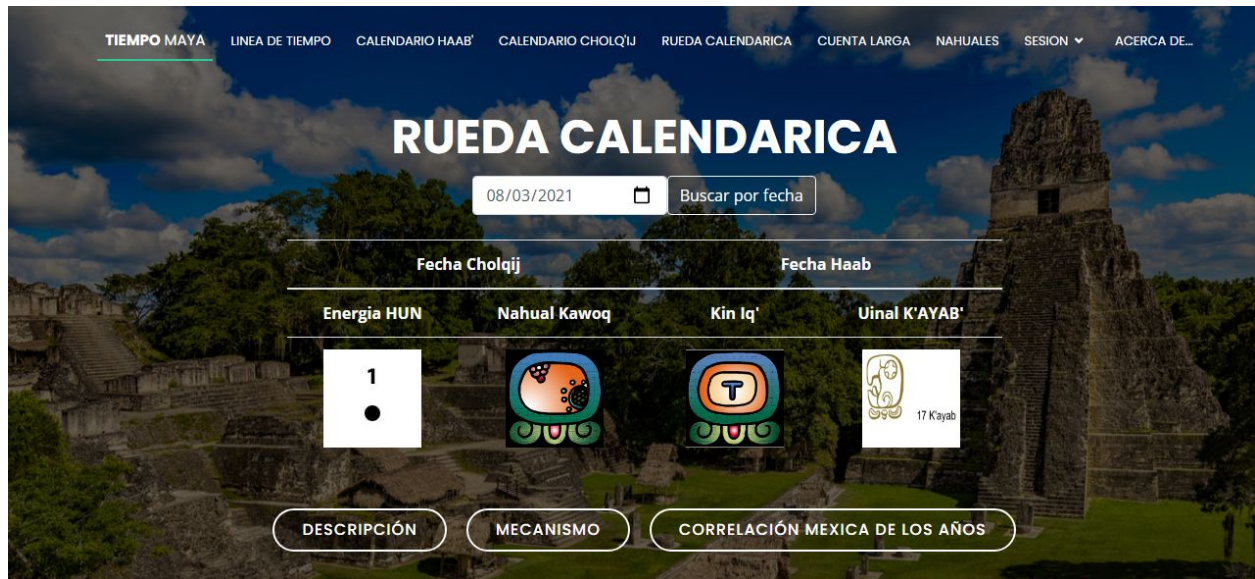 TIEMPO MAYA LINEA DE TIEMPO CALENDARIO HAAB' CALENDARIO CHOLQ'IJ RUEDA CALENDARICA CUENTA LARGA NAHUALES SESION ACERCA DE...
RUEDA CALENDARICA
08/03/2021 Buscar por fecha
Fecha Cholqij Fecha Haab
Energia HUN Nahual Kawoq Kin Iq' Uinal K'AYAB'
1
T
17 K'ayab
DESCRIPCIÓN MECANISMO CORRELACIÓN MEXICA DE LOS AÑOS